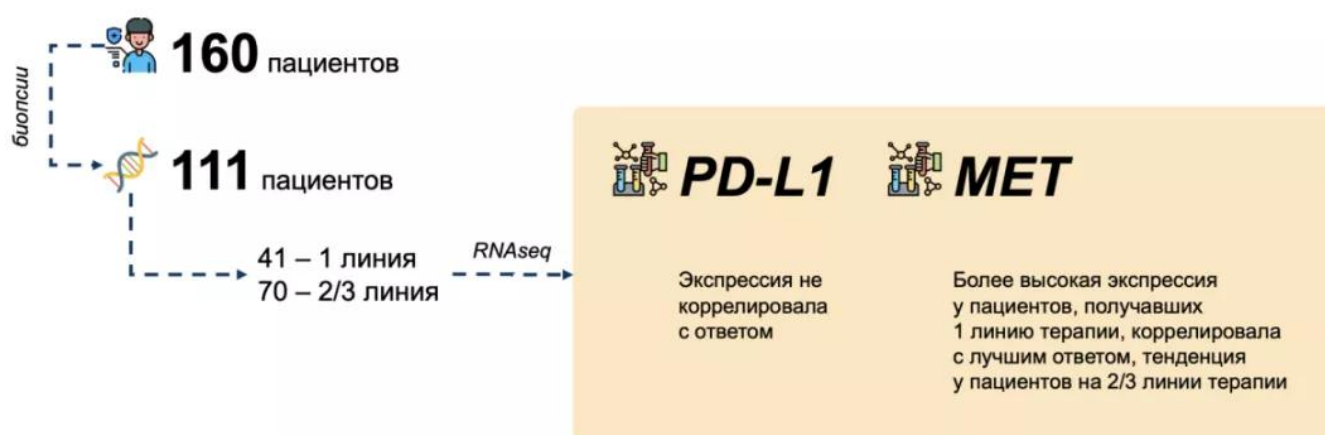 160 пациентов
биопсии
111 пациентов
41 – 1 линия
70 – 2/3 линия
RNAseq
PD-L1
Экспрессия не
коррелировала
с ответом
MET
Более высокая экспрессия
у пациентов, получавших
1 линию терапии, коррелировала
с лучшим ответом, тенденция
у пациентов на 2/3 линии терапии